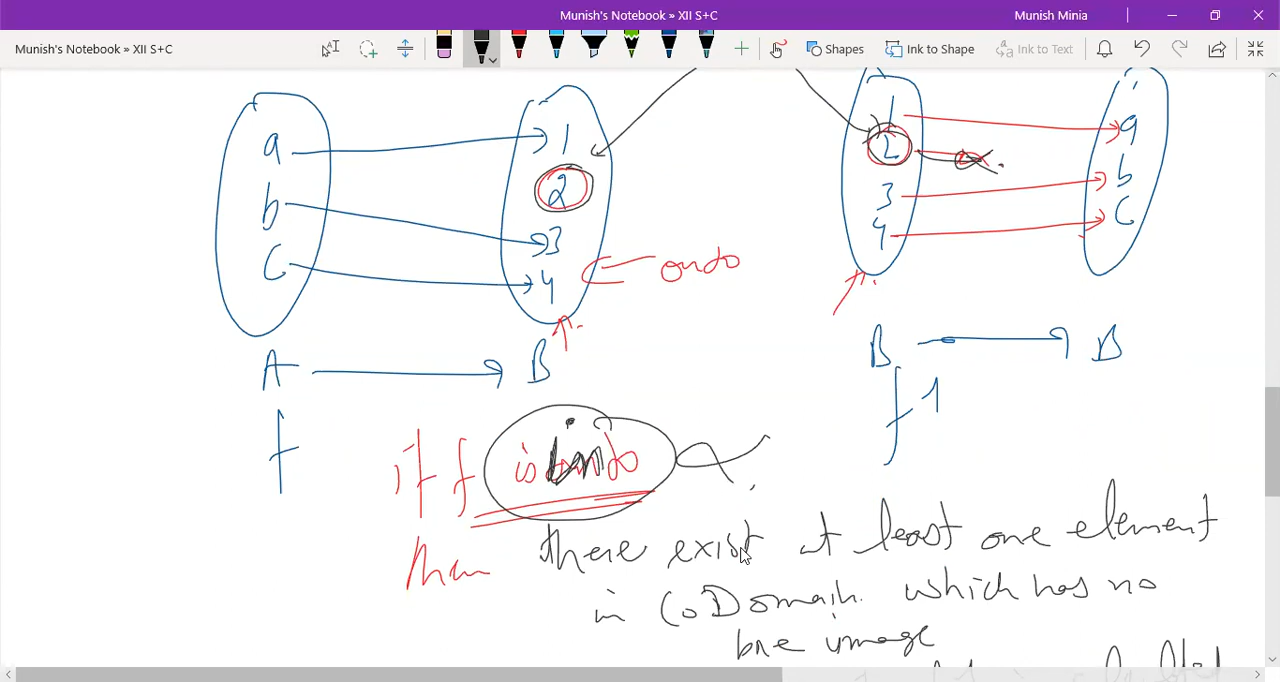 Munish's Notebook » XII S+C
Munish Minia
Munish's Notebook » XII S+C
Shapes
Ink to Shape
Ink to Text
a
b
c
1
2
3
4
onto
A → B
f
1
2
3
4
a
b
c
B → B
f 1
if f is into
then there exist at least one element
in CoDomain. which has no
bre image